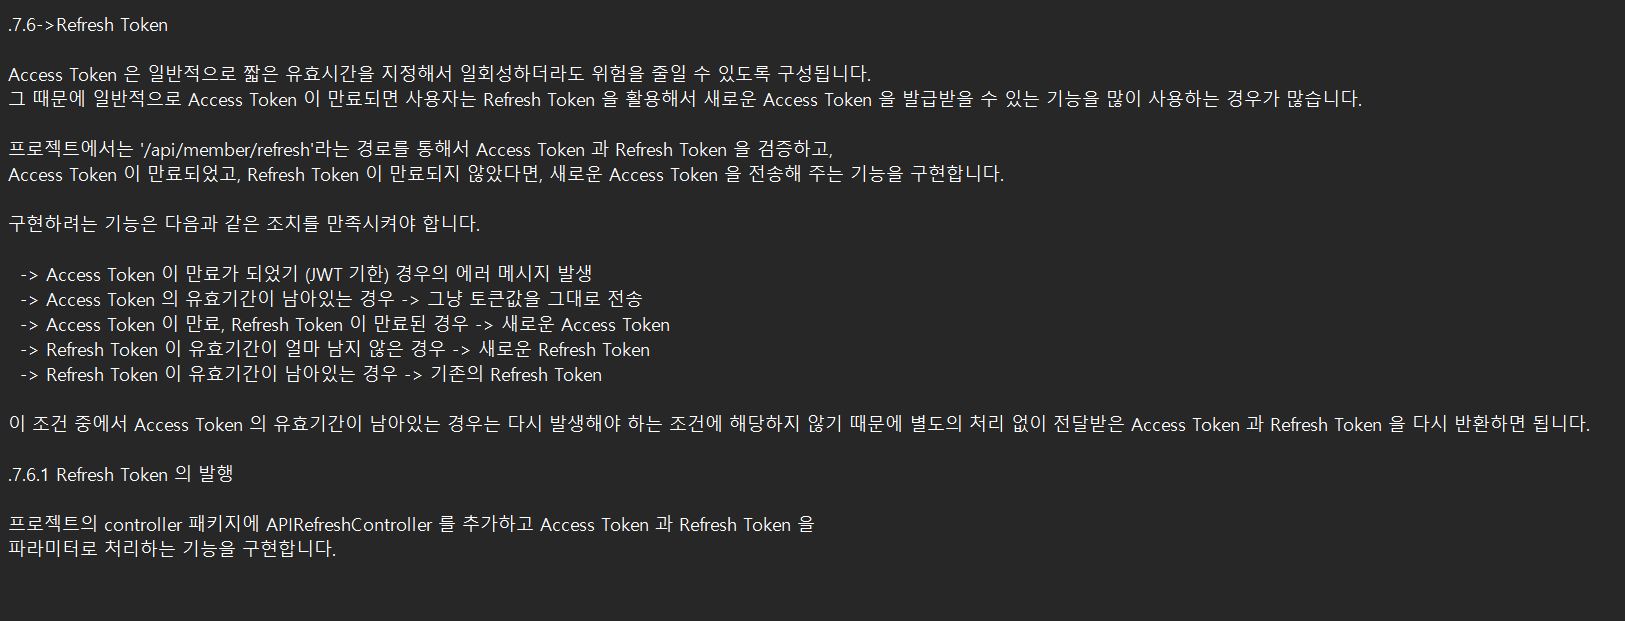 .7.6->Refresh Token
Access Token 은 일반적으로 짧은 유효시간을 지정해서 일회성하더라도 위험을 줄일 수 있도록 구성됩니다.
그 때문에 일반적으로 Access Token 이 만료되면 사용자는 Refresh Token 을 활용해서 새로운 Access Token 을 발급받을 수 있는 기능을 많이 사용하는 경우가 많습니다.
프로젝트에서는 '/api/member/refresh'라는 경로를 통해서 Access Token 과 Refresh Token 을 검증하고,
Access Token 이 만료되었고, Refresh Token 이 만료되지 않았다면, 새로운 Access Token 을 전송해 주는 기능을 구현합니다.
구현하려는 기능은 다음과 같은 조치를 만족시켜야 합니다.
-> Access Token 이 만료가 되었기 (JWT 기한) 경우의 에러 메시지 발생
-> Access Token 의 유효기간이 남아있는 경우 -> 그냥 토큰값을 그대로 전송
-> Access Token 이 만료, Refresh Token 이 만료된 경우 -> 새로운 Access Token
-> Refresh Token 이 유효기간이 얼마 남지 않은 경우 -> 새로운 Refresh Token
-> Refresh Token 이 유효기간이 남아있는 경우 -> 기존의 Refresh Token
이 조건 중에서 Access Token 의 유효기간이 남아있는 경우는 다시 발생해야 하는 조건에 해당하지 않기 때문에 별도의 처리 없이 전달받은 Access Token 과 Refresh Token 을 다시 반환하면 됩니다.
.7.6.1 Refresh Token 의 발행
프로젝트의 controller 패키지에 APIRefreshController 를 추가하고 Access Token 과 Refresh Token 을
파라미터로 처리하는 기능을 구현합니다.